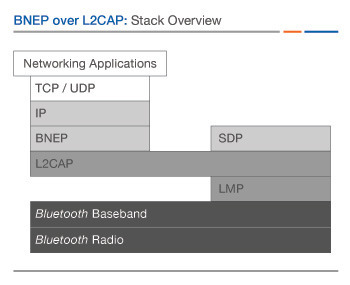 BNEP over L2CAP: Stack Overview
Networking Applications
TCP / UDP
IP
BNEP SDP
L2CAP
LMP
Bluetooth Baseband
Bluetooth Radio